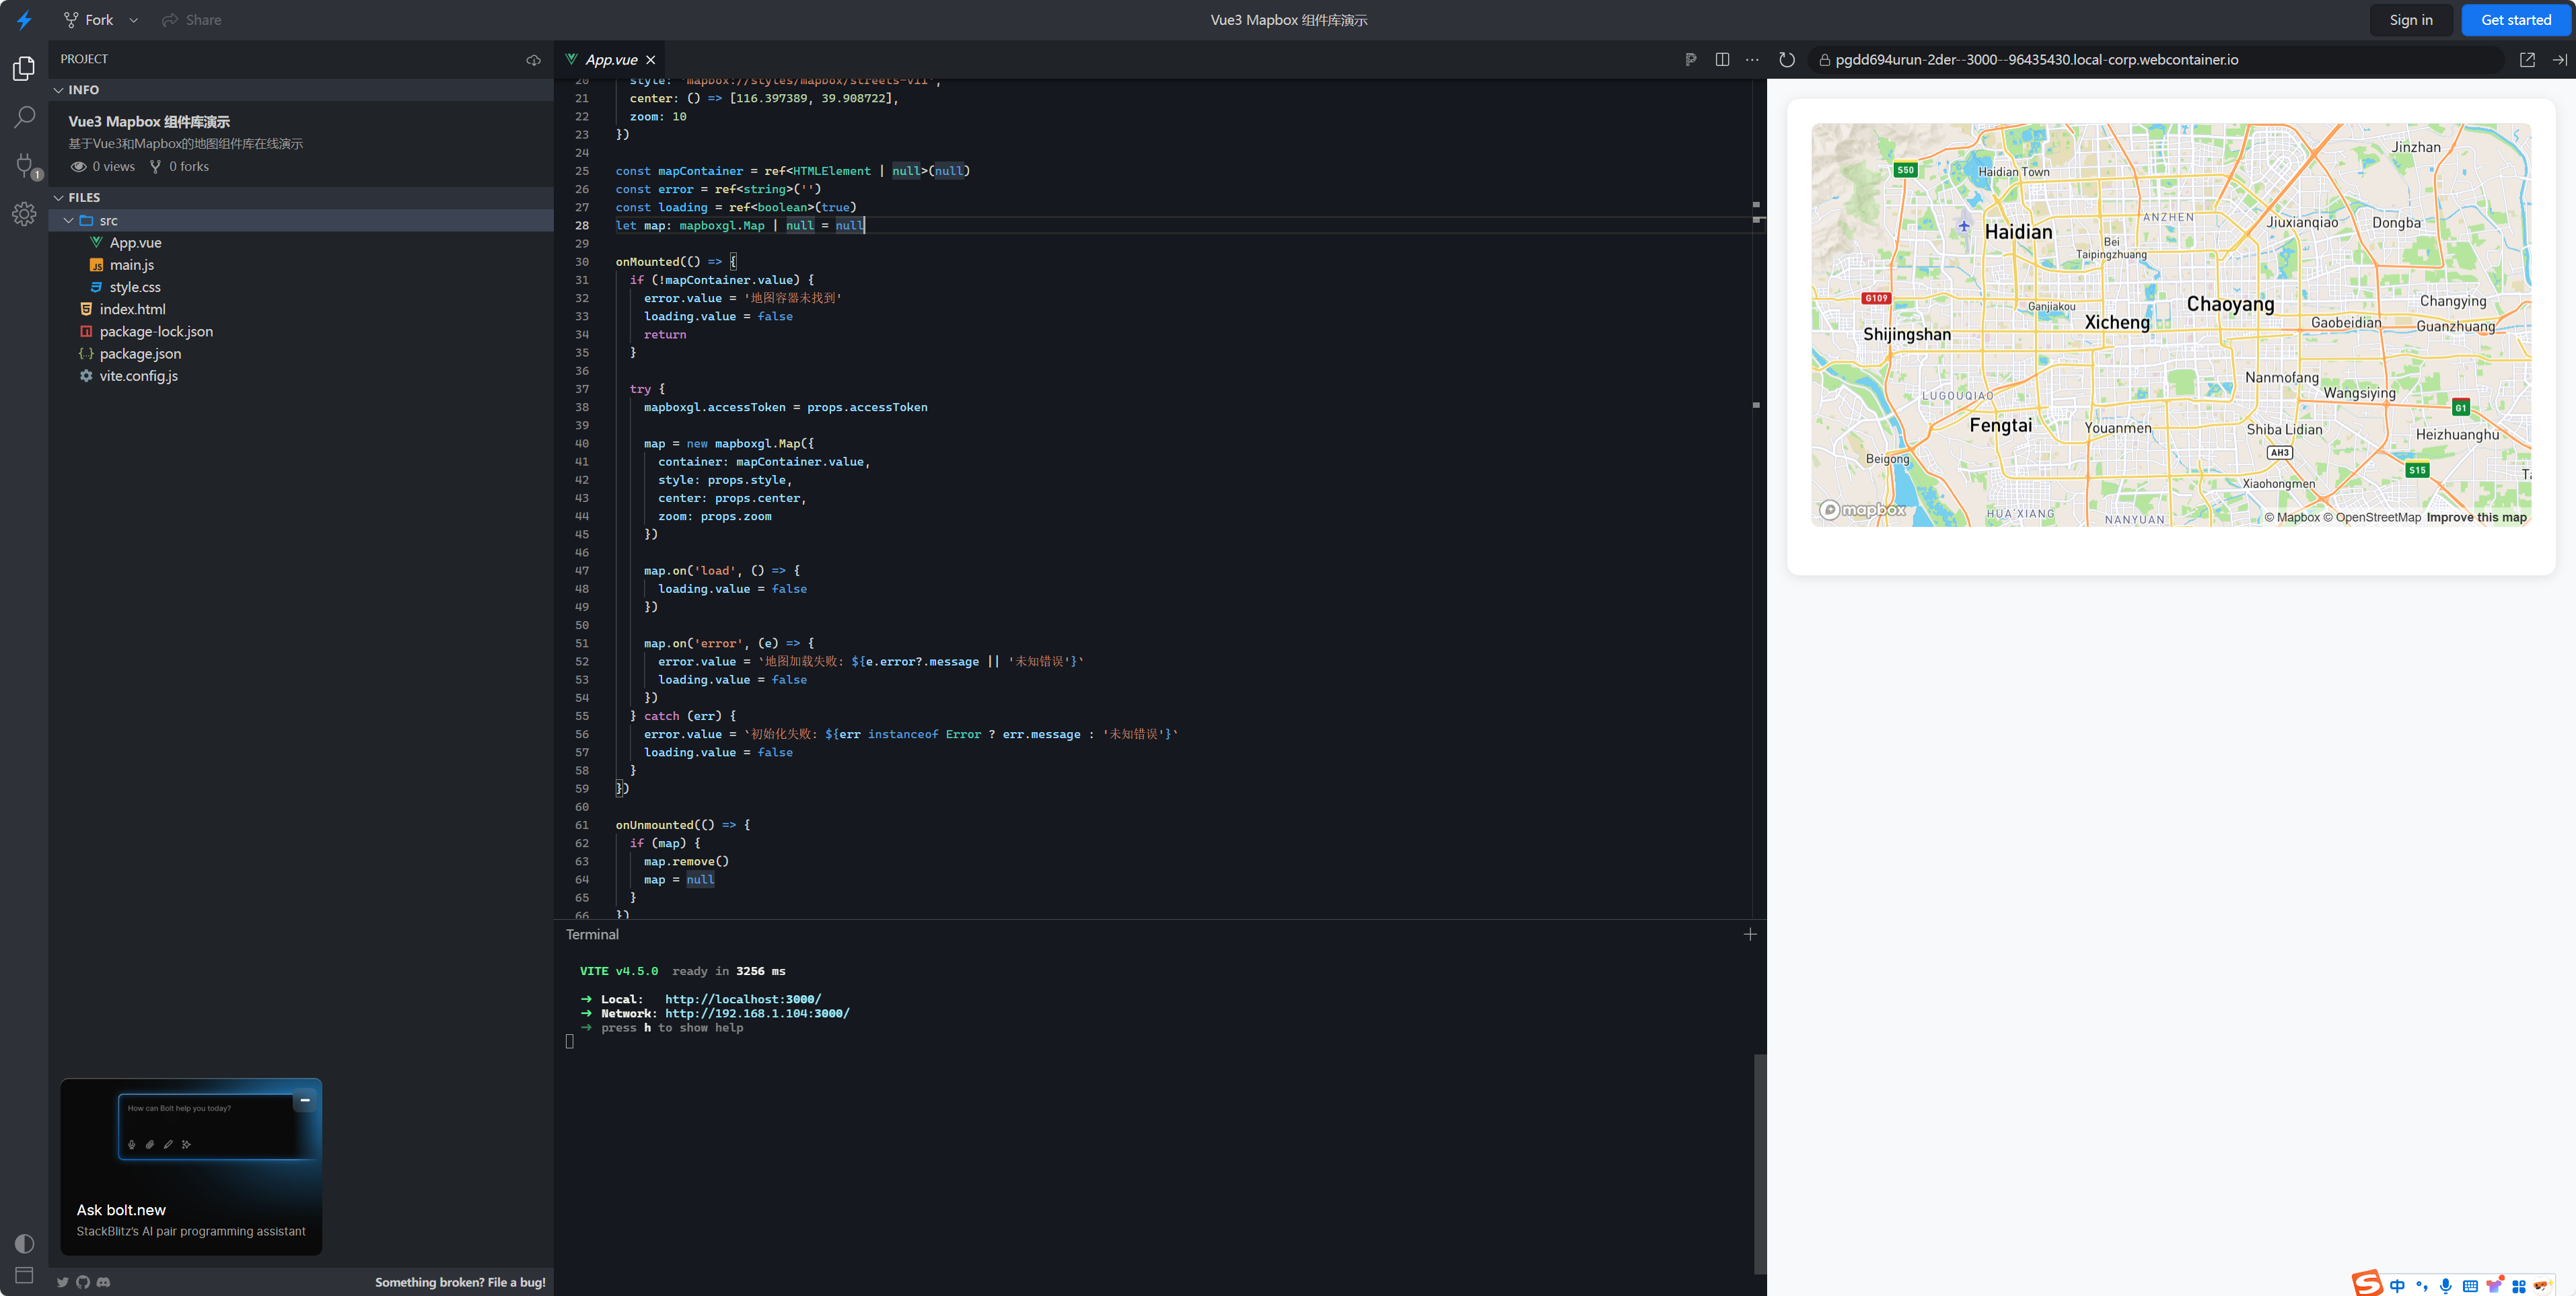 Fork
Share
Vue3 Mapbox 组件库演示
Sign in
Get started
PROJECT
INFO
Vue3 Mapbox 组件库演示
基于Vue3和Mapbox的地图组件库在线演示
0 views
0 forks
FILES
src
App.vue
main.js
style.css
index.html
package-lock.json
package.json
vite.config.js
How can Bolt help you today?
Ask bolt.new
StackBlitz's AI pair programming assistant
Something broken? File a bug!
App.vue
20 style: 'mapbox://styles/mapbox/streets-v11',
21 center: () => [116.397389, 39.908722],
22 zoom: 10
23 })
24
25 const mapContainer = ref<HTMLElement | null>(null)
26 const error = ref<string>('')
27 const loading = ref<boolean>(true)
28 let map: mapboxgl.Map | null = null
29
30 onMounted(() => {
31 if (!mapContainer.value) {
32 error.value = '地图容器未找到'
33 loading.value = false
34 return
35 }
36
37 try {
38 mapboxgl.accessToken = props.accessToken
39
40 map = new mapboxgl.Map({
41 container: mapContainer.value,
42 style: props.style,
43 center: props.center,
44 zoom: props.zoom
45 })
46
47 map.on('load', () => {
48 loading.value = false
49 })
50
51 map.on('error', (e) => {
52 error.value = `地图加载失败: ${e.error?.message || '未知错误'}`
53 loading.value = false
54 })
55 } catch (err) {
56 error.value = `初始化失败: ${err instanceof Error ? err.message : '未知错误'}`
57 loading.value = false
58 }
59 })
60
61 onUnmounted(() => {
62 if (map) {
63 map.remove()
64 map = null
65 }
66 })
Terminal
VITE v4.5.0 ready in 3256 ms
➜ Local: http://localhost:3000/
➜ Network: http://192.168.1.104:3000/
➜ press h to show help
pgdd694urun-2der--3000--96435430.local-corp.webcontainer.io
Jinzhan
S50
Haidian Town
ANZHEN
Jiuxianqiao
Dongba
Haidian
Bei
Taipingzhuang
G109
Ganjiakou
Chaoyang
Changying
Shijingshan
Xicheng
Gaobeidian
Guanzhuang
Nanmofang
LUGOUQIAO
Wangsiying
G1
Fengtai
Youanmen
Shiba Lidian
Heizhuanghu
AH3
Beigong
S15
Xiaohongmen
mapbox
HUA'XIANG
NANYUAN
© Mapbox © OpenStreetMap Improve this map
中